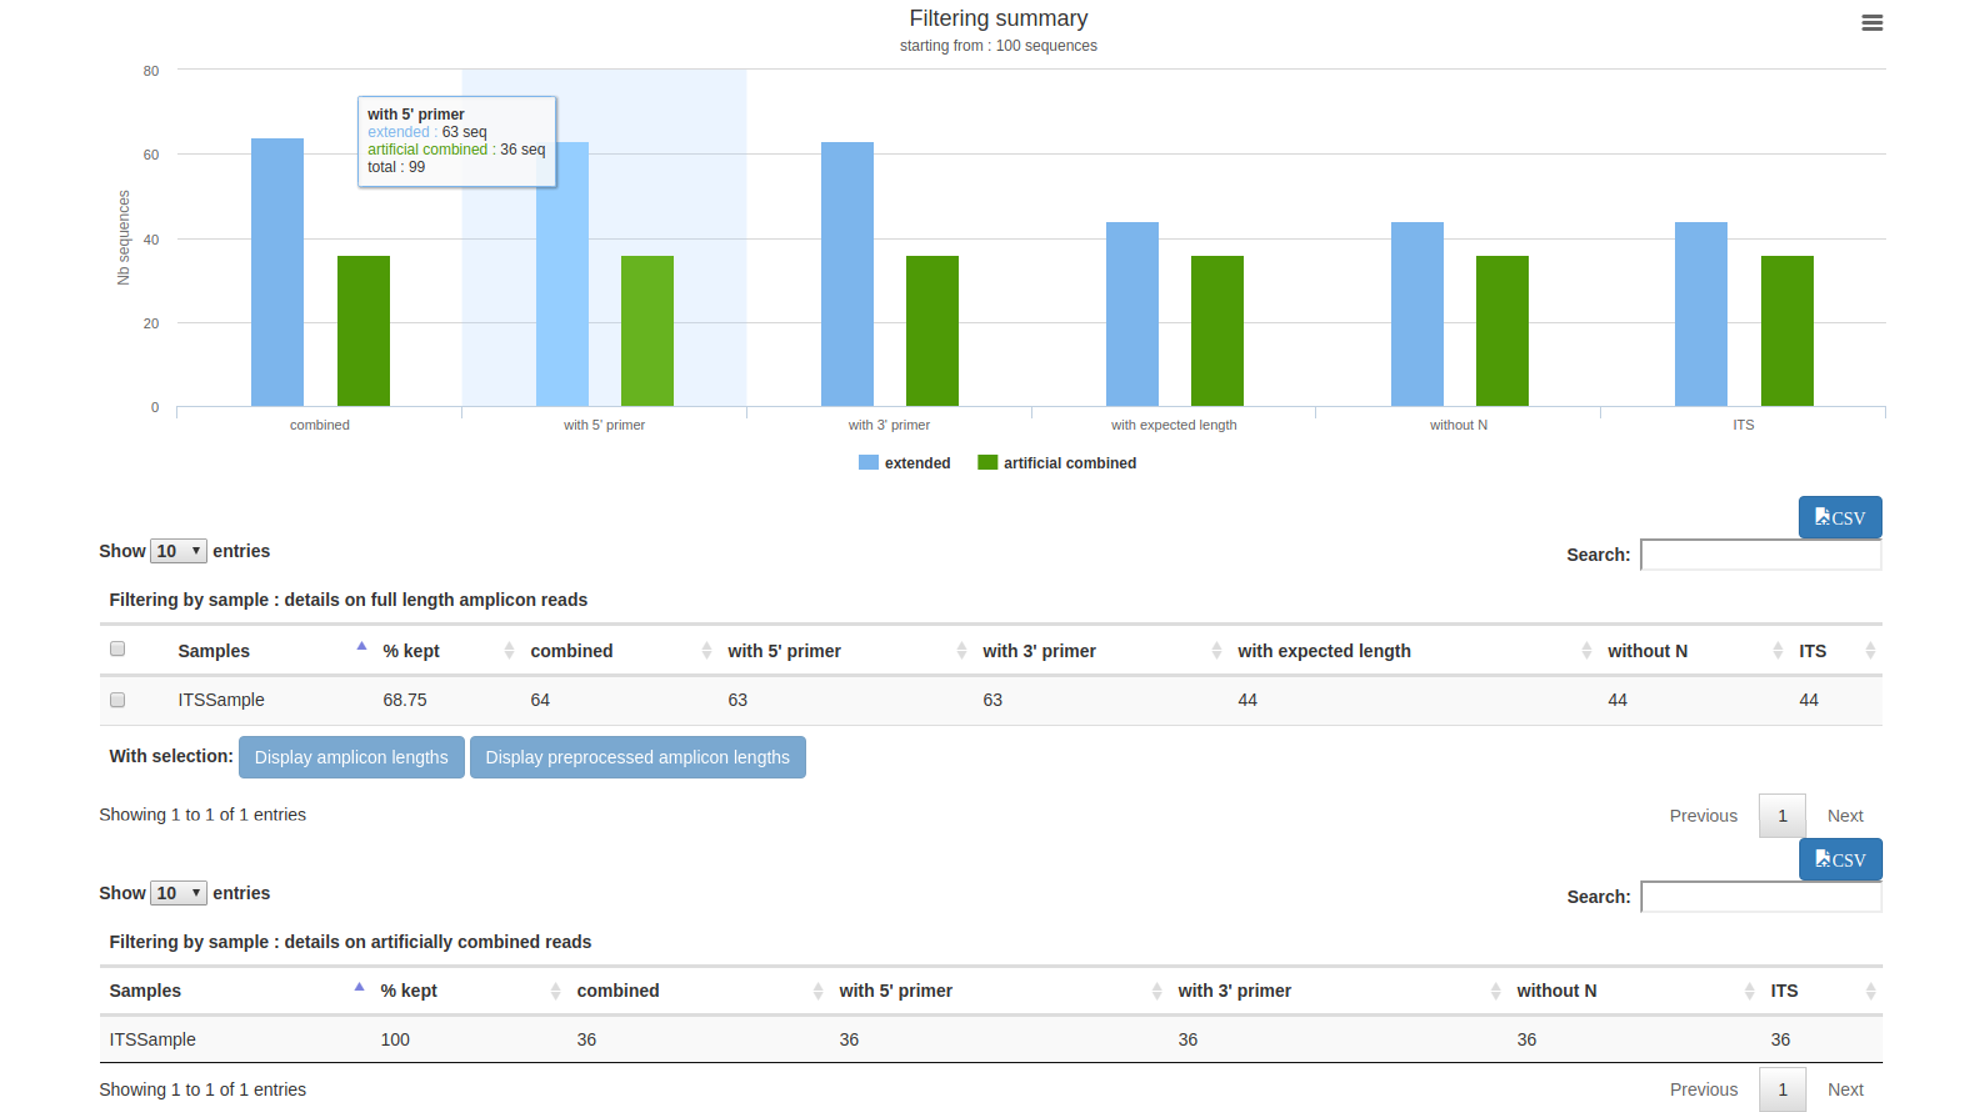 Filtering summary
starting from : 100 sequences
Nb sequences
80
60
40
20
0
with 5' primer
extended : 63 seq
artificial combined : 36 seq
total : 99
combined with 5' primer with 3' primer with expected length without N ITS
extended artificial combined
CSV
Show 10 entries Search:
Filtering by sample : details on full length amplicon reads
Samples % kept combined with 5' primer with 3' primer with expected length without N ITS
ITSSample 68.75 64 63 63 44 44 44
With selection: Display amplicon lengths Display preprocessed amplicon lengths
Showing 1 to 1 of 1 entries Previous 1 Next
CSV
Show 10 entries Search:
Filtering by sample : details on artificially combined reads
Samples % kept combined with 5' primer with 3' primer without N ITS
ITSSample 100 36 36 36 36 36
Showing 1 to 1 of 1 entries Previous 1 Next